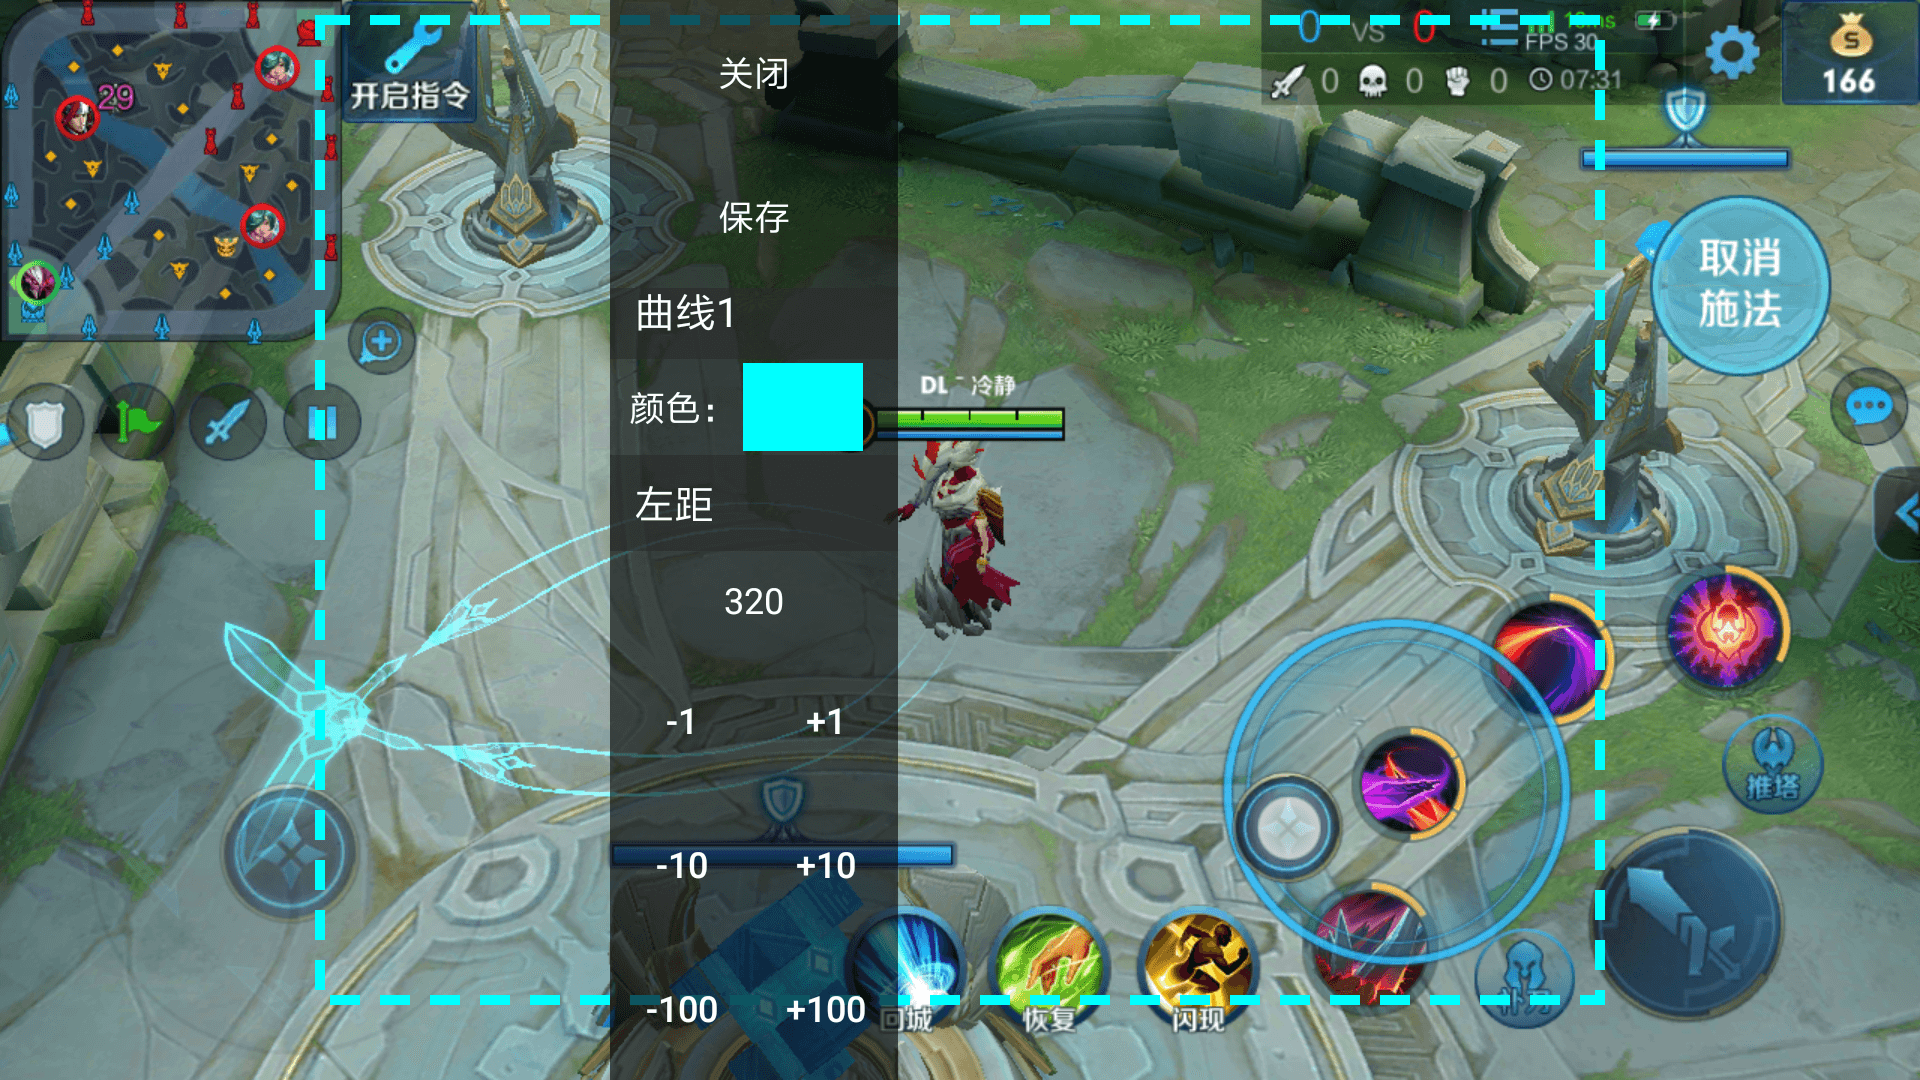 29
开启指令
关闭
0 VS 0
FPS 30
0 0 0 07:31
166
保存
取消
施法
曲线1
颜色：
DL 冷静
左距
320
-1 +1
推塔
-10 +10
-100 +100
回城
恢复
闪现
补刀